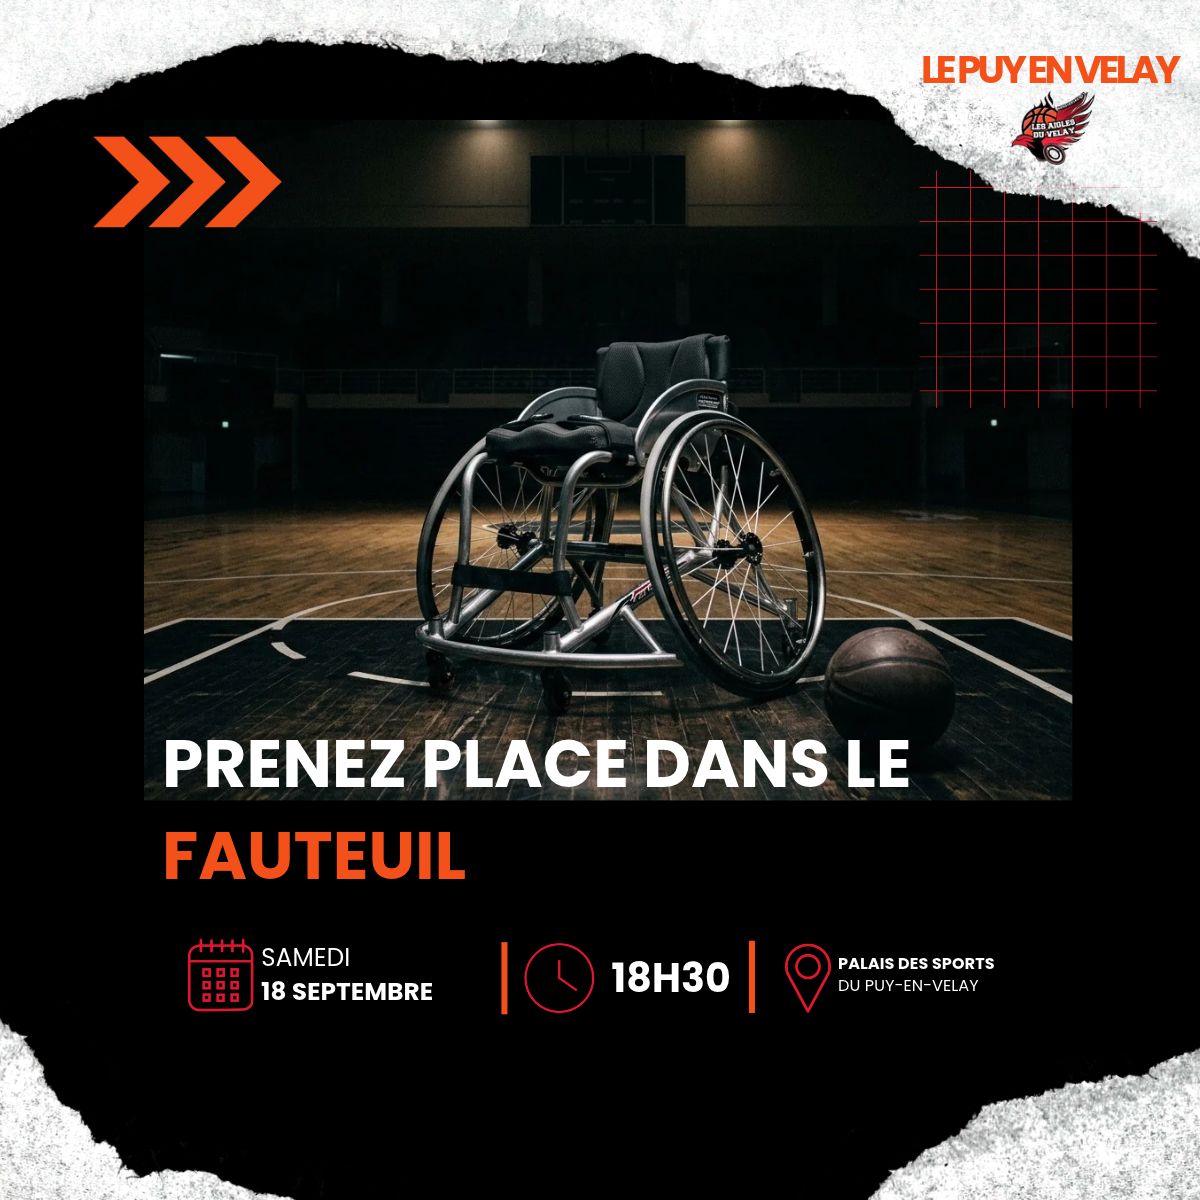 LE PUY EN VELAY
LES AIGLES
DU VELAY
PRENEZ PLACE DANS LE
FAUTEUIL
SAMEDI
18 SEPTEMBRE
18H30
PALAIS DES SPORTS
DU PUY-EN-VELAY